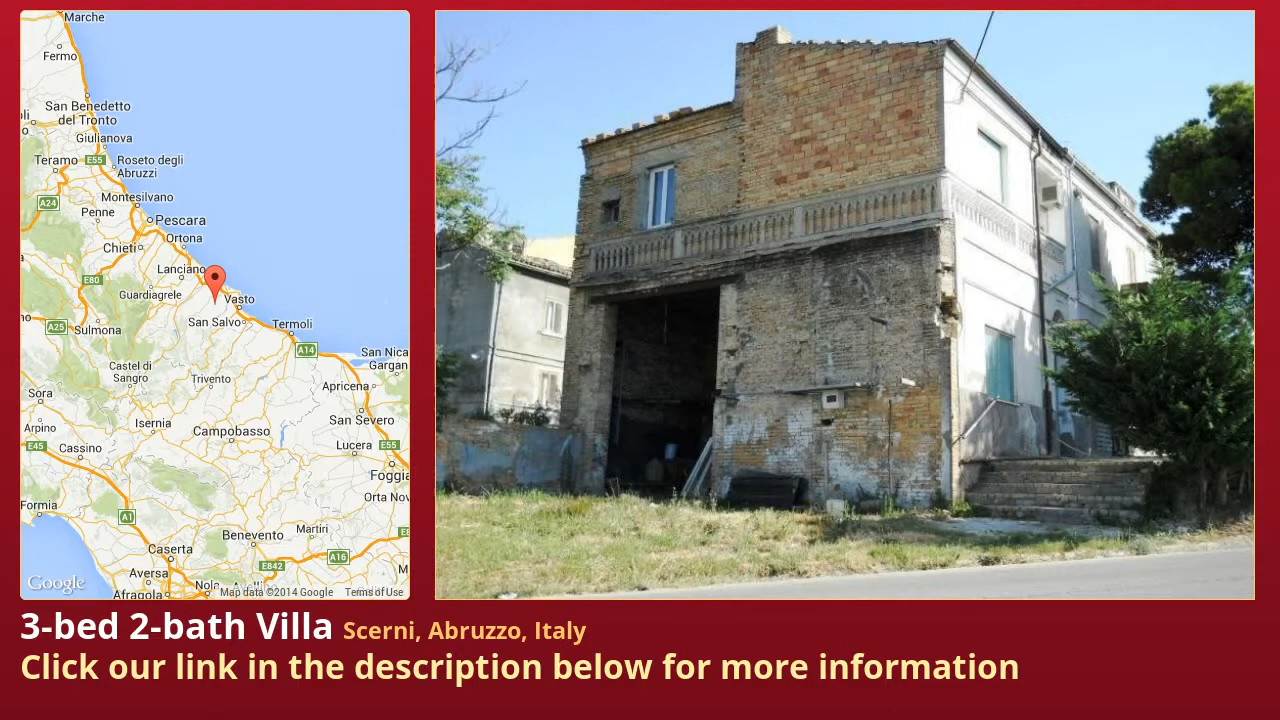 Marche
Fermo
San Benedetto
del Tronto
Giulianova
Teramo
E55
Roseto degli
Abruzzi
A24
Montesilvano
Penne
Pescara
Ortona
Chieti
Lanciano
E80
Guardiagrele
Vasto
A25
Sulmona
San Salvo
Termoli
A14
San Nica
Gargan
Castel di
Sangro
Trivento
Apricena
Sora
Arpino
Isernia
Campobasso
San Severo
E45
Cassino
Lucera
E55
Foggia
Formia
Orta Nov
A1
Martiri
Benevento
Caserta
A16
E842
Aversa
Nola
Avellino
Afragola
Google
Map data ©2014 Google
Terms of Use
3-bed 2-bath Villa Scerni, Abruzzo, Italy
Click our link in the description below for more information